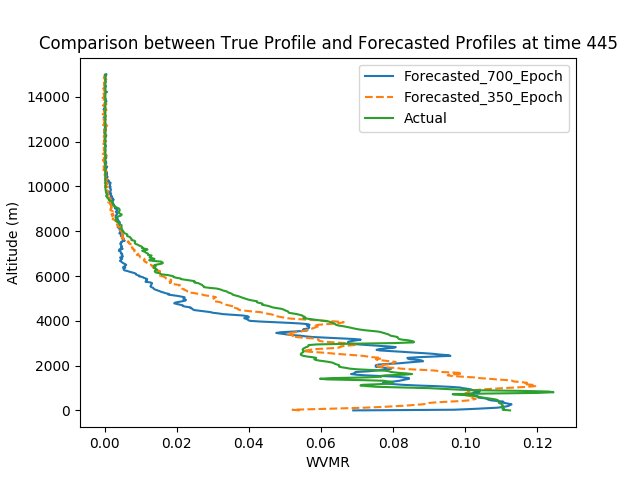 Comparison between True Profile and Forecasted Profiles at time 445
Forecasted_700_Epoch
Forecasted_350_Epoch
Actual
Altitude (m)
14000
12000
10000
8000
6000
4000
2000
0
0.00 0.02 0.04 0.06 0.08 0.10 0.12
WVMR